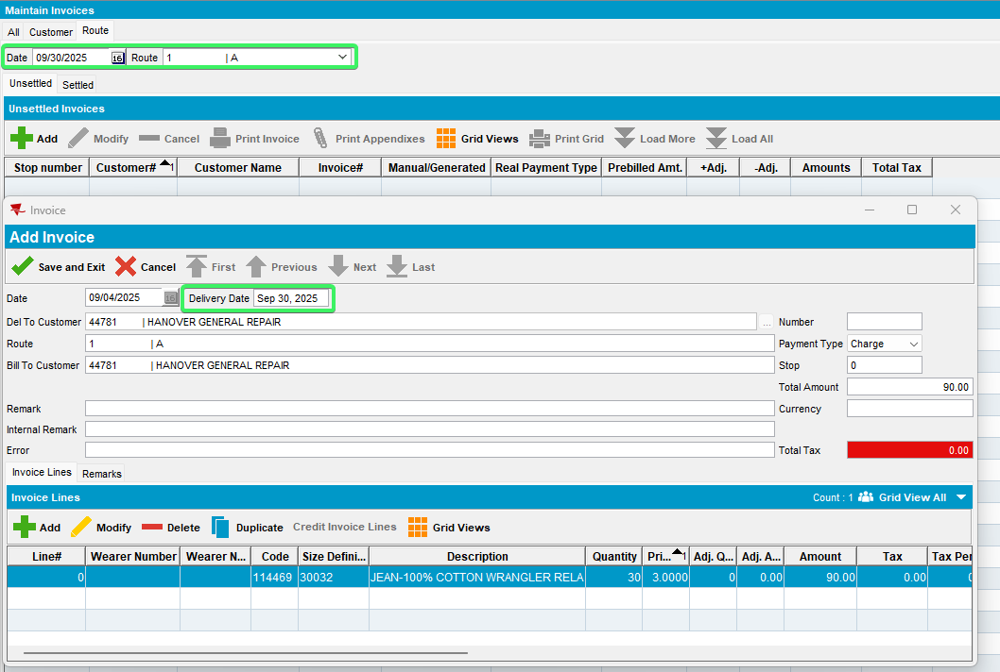 Maintain Invoices
All Customer Route
Date 09/30/2025 16 Route 1 | A
Unsettled Settled
Unsettled Invoices
Add Modify Cancel Print Invoice Print Appendixes Grid Views Print Grid Load More Load All
Stop number Customer# 1 Customer Name Invoice# Manual/Generated Real Payment Type Prebilled Amt. +Adj. -Adj. Amounts Total Tax
Invoice
Add Invoice
Save and Exit Cancel First Previous Next Last
Date 09/04/2025 16 Delivery Date Sep 30, 2025
Del To Customer 44781 | HANOVER GENERAL REPAIR ... Number
Route 1 | A Payment Type Charge
Bill To Customer 44781 | HANOVER GENERAL REPAIR Stop 0
Total Amount 90.00
Remark Currency
Internal Remark
Error Total Tax 0.00
Invoice Lines Remarks
Invoice Lines Count : 1 Grid View All
Add Modify Delete Duplicate Credit Invoice Lines Grid Views
Line# Wearer Number Wearer N... Code Size Defini... Description Quantity Pri... 1 Adj. Q... Adj. A... Amount Tax Tax Per
0 114469 30032 JEAN-100% COTTON WRANGLER RELA 30 3.0000 0 0.00 90.00 0.00 0